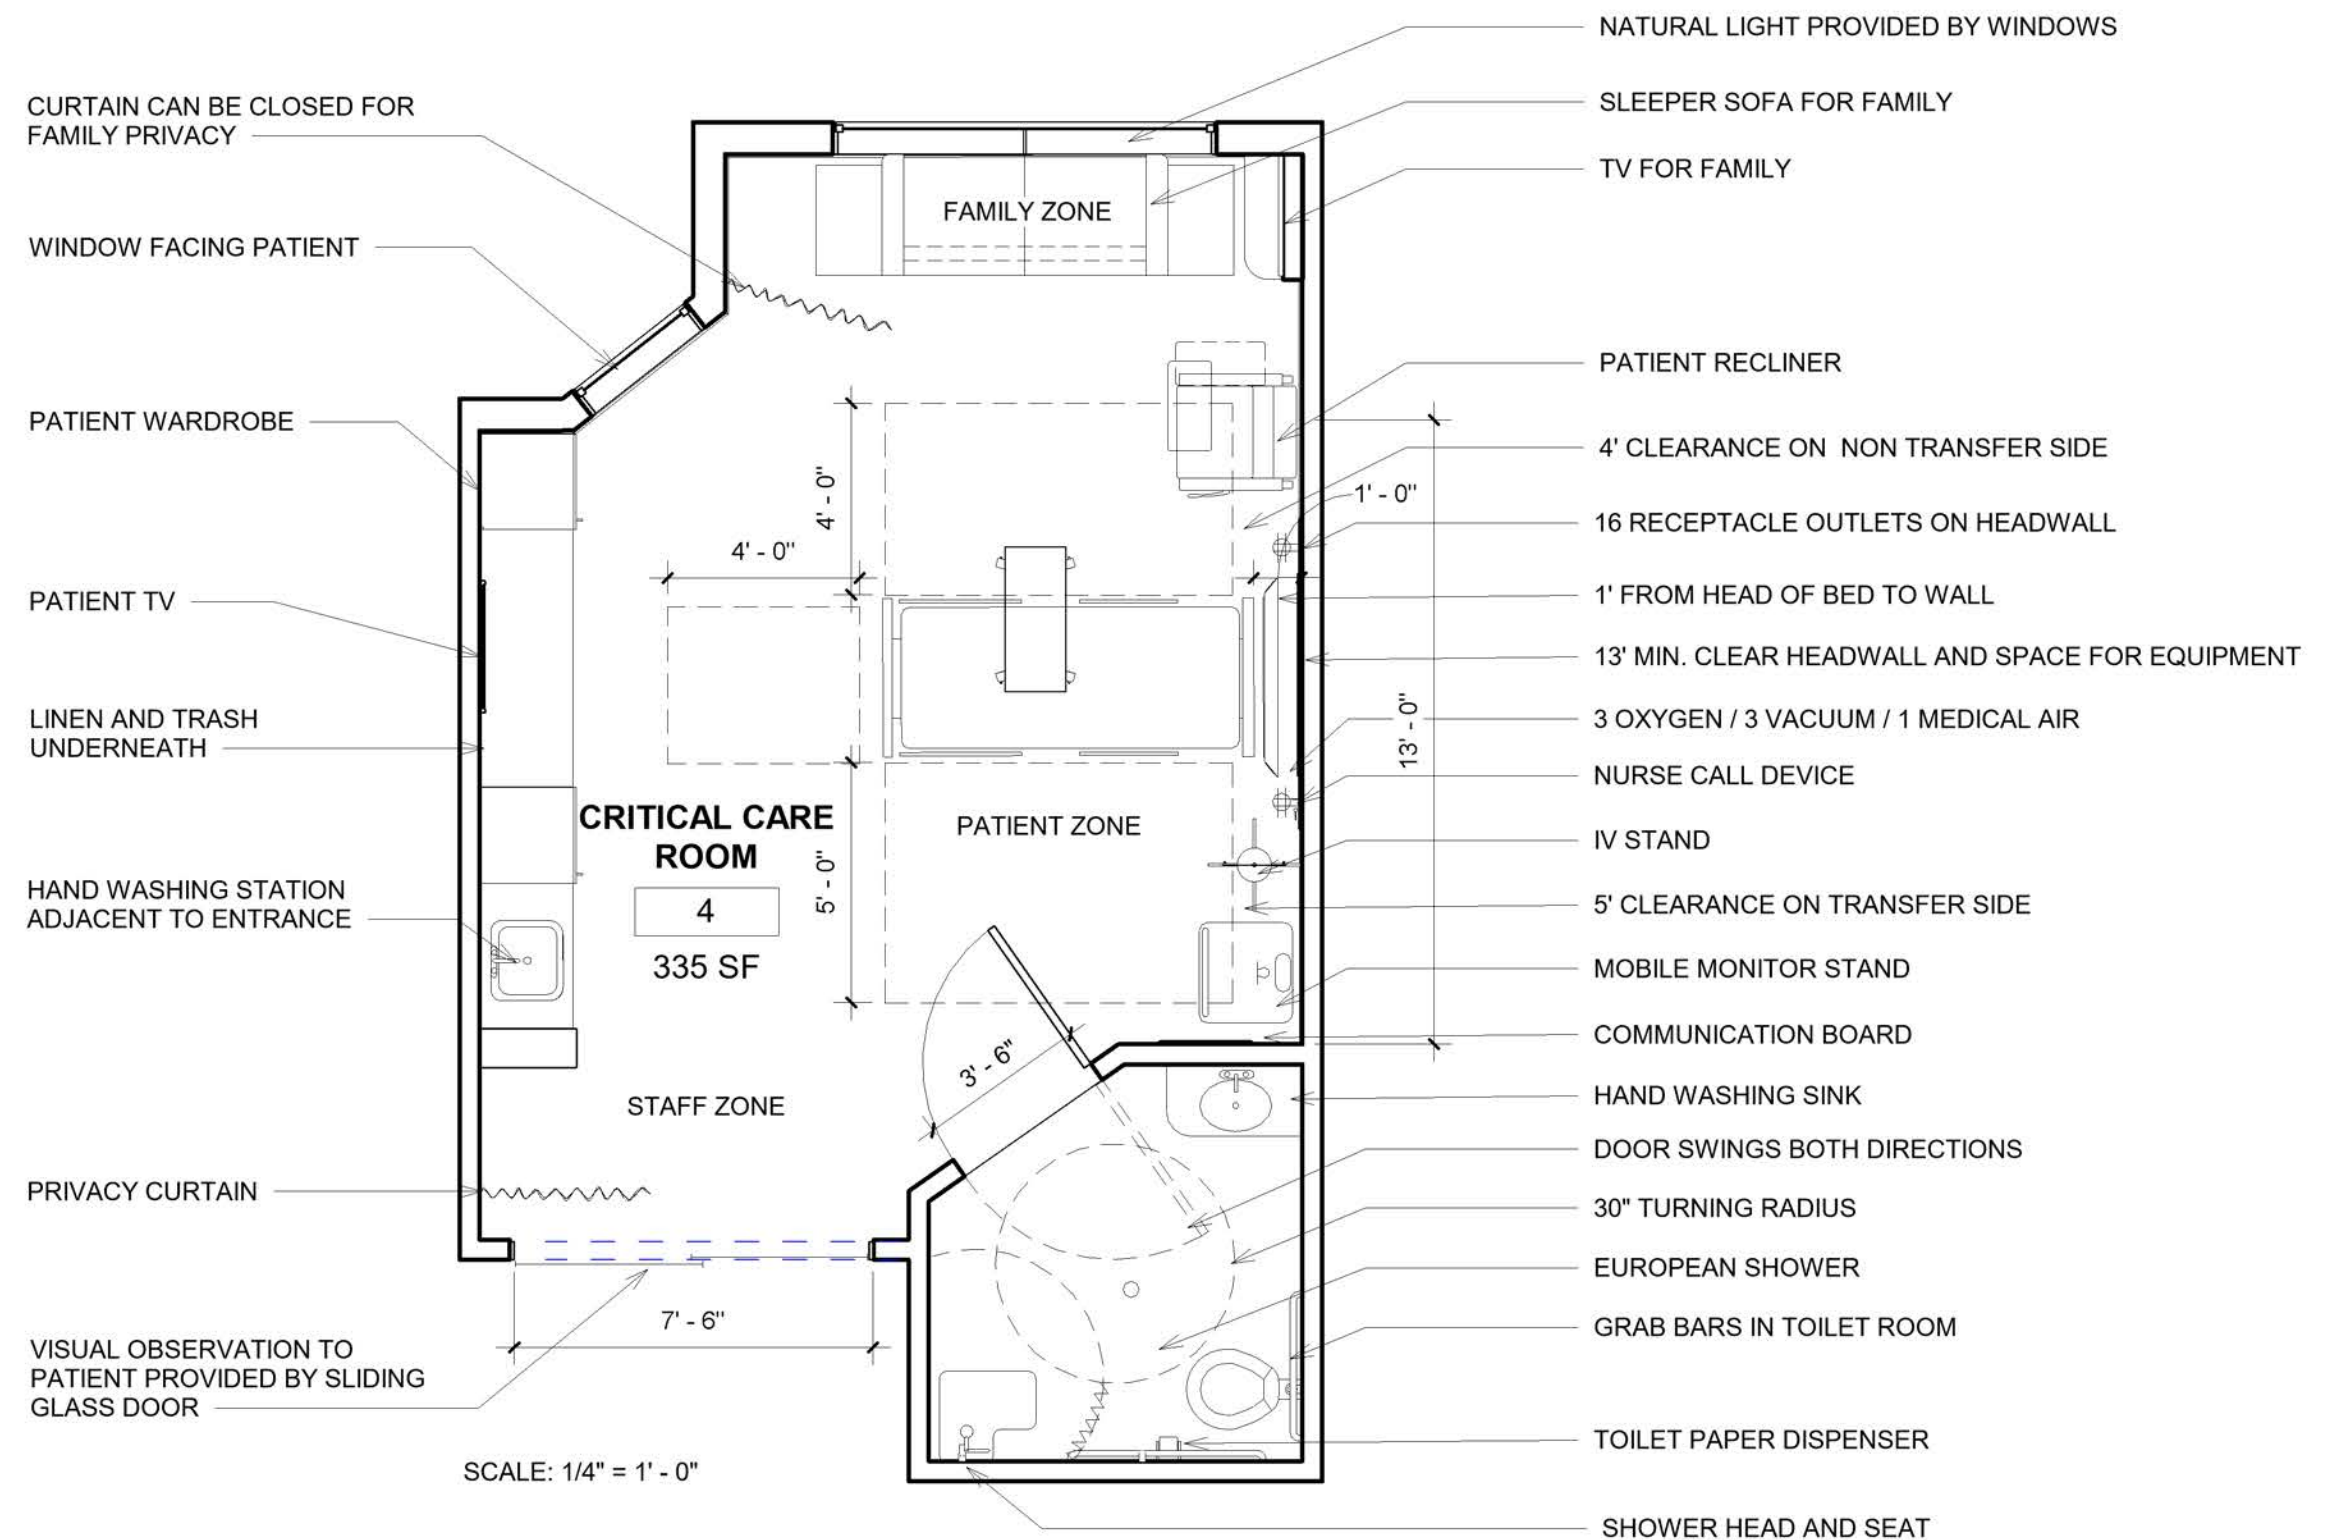 NATURAL LIGHT PROVIDED BY WINDOWS
SLEEPER SOFA FOR FAMILY
TV FOR FAMILY
CURTAIN CAN BE CLOSED FOR
FAMILY PRIVACY
WINDOW FACING PATIENT
PATIENT WARDROBE
PATIENT TV
LINEN AND TRASH
UNDERNEATH
HAND WASHING STATION
ADJACENT TO ENTRANCE
PRIVACY CURTAIN
VISUAL OBSERVATION TO
PATIENT PROVIDED BY SLIDING
GLASS DOOR
FAMILY ZONE
4' - 0"
4' - 0"
1' - 0"
CRITICAL CARE
ROOM
4
335 SF
5' - 0"
PATIENT ZONE
13' - 0"
3' - 6"
STAFF ZONE
7' - 6"
SCALE: 1/4" = 1' - 0"
PATIENT RECLINER
4' CLEARANCE ON NON TRANSFER SIDE
16 RECEPTACLE OUTLETS ON HEADWALL
1' FROM HEAD OF BED TO WALL
13' MIN. CLEAR HEADWALL AND SPACE FOR EQUIPMENT
3 OXYGEN / 3 VACUUM / 1 MEDICAL AIR
NURSE CALL DEVICE
IV STAND
5' CLEARANCE ON TRANSFER SIDE
MOBILE MONITOR STAND
COMMUNICATION BOARD
HAND WASHING SINK
DOOR SWINGS BOTH DIRECTIONS
30" TURNING RADIUS
EUROPEAN SHOWER
GRAB BARS IN TOILET ROOM
TOILET PAPER DISPENSER
SHOWER HEAD AND SEAT